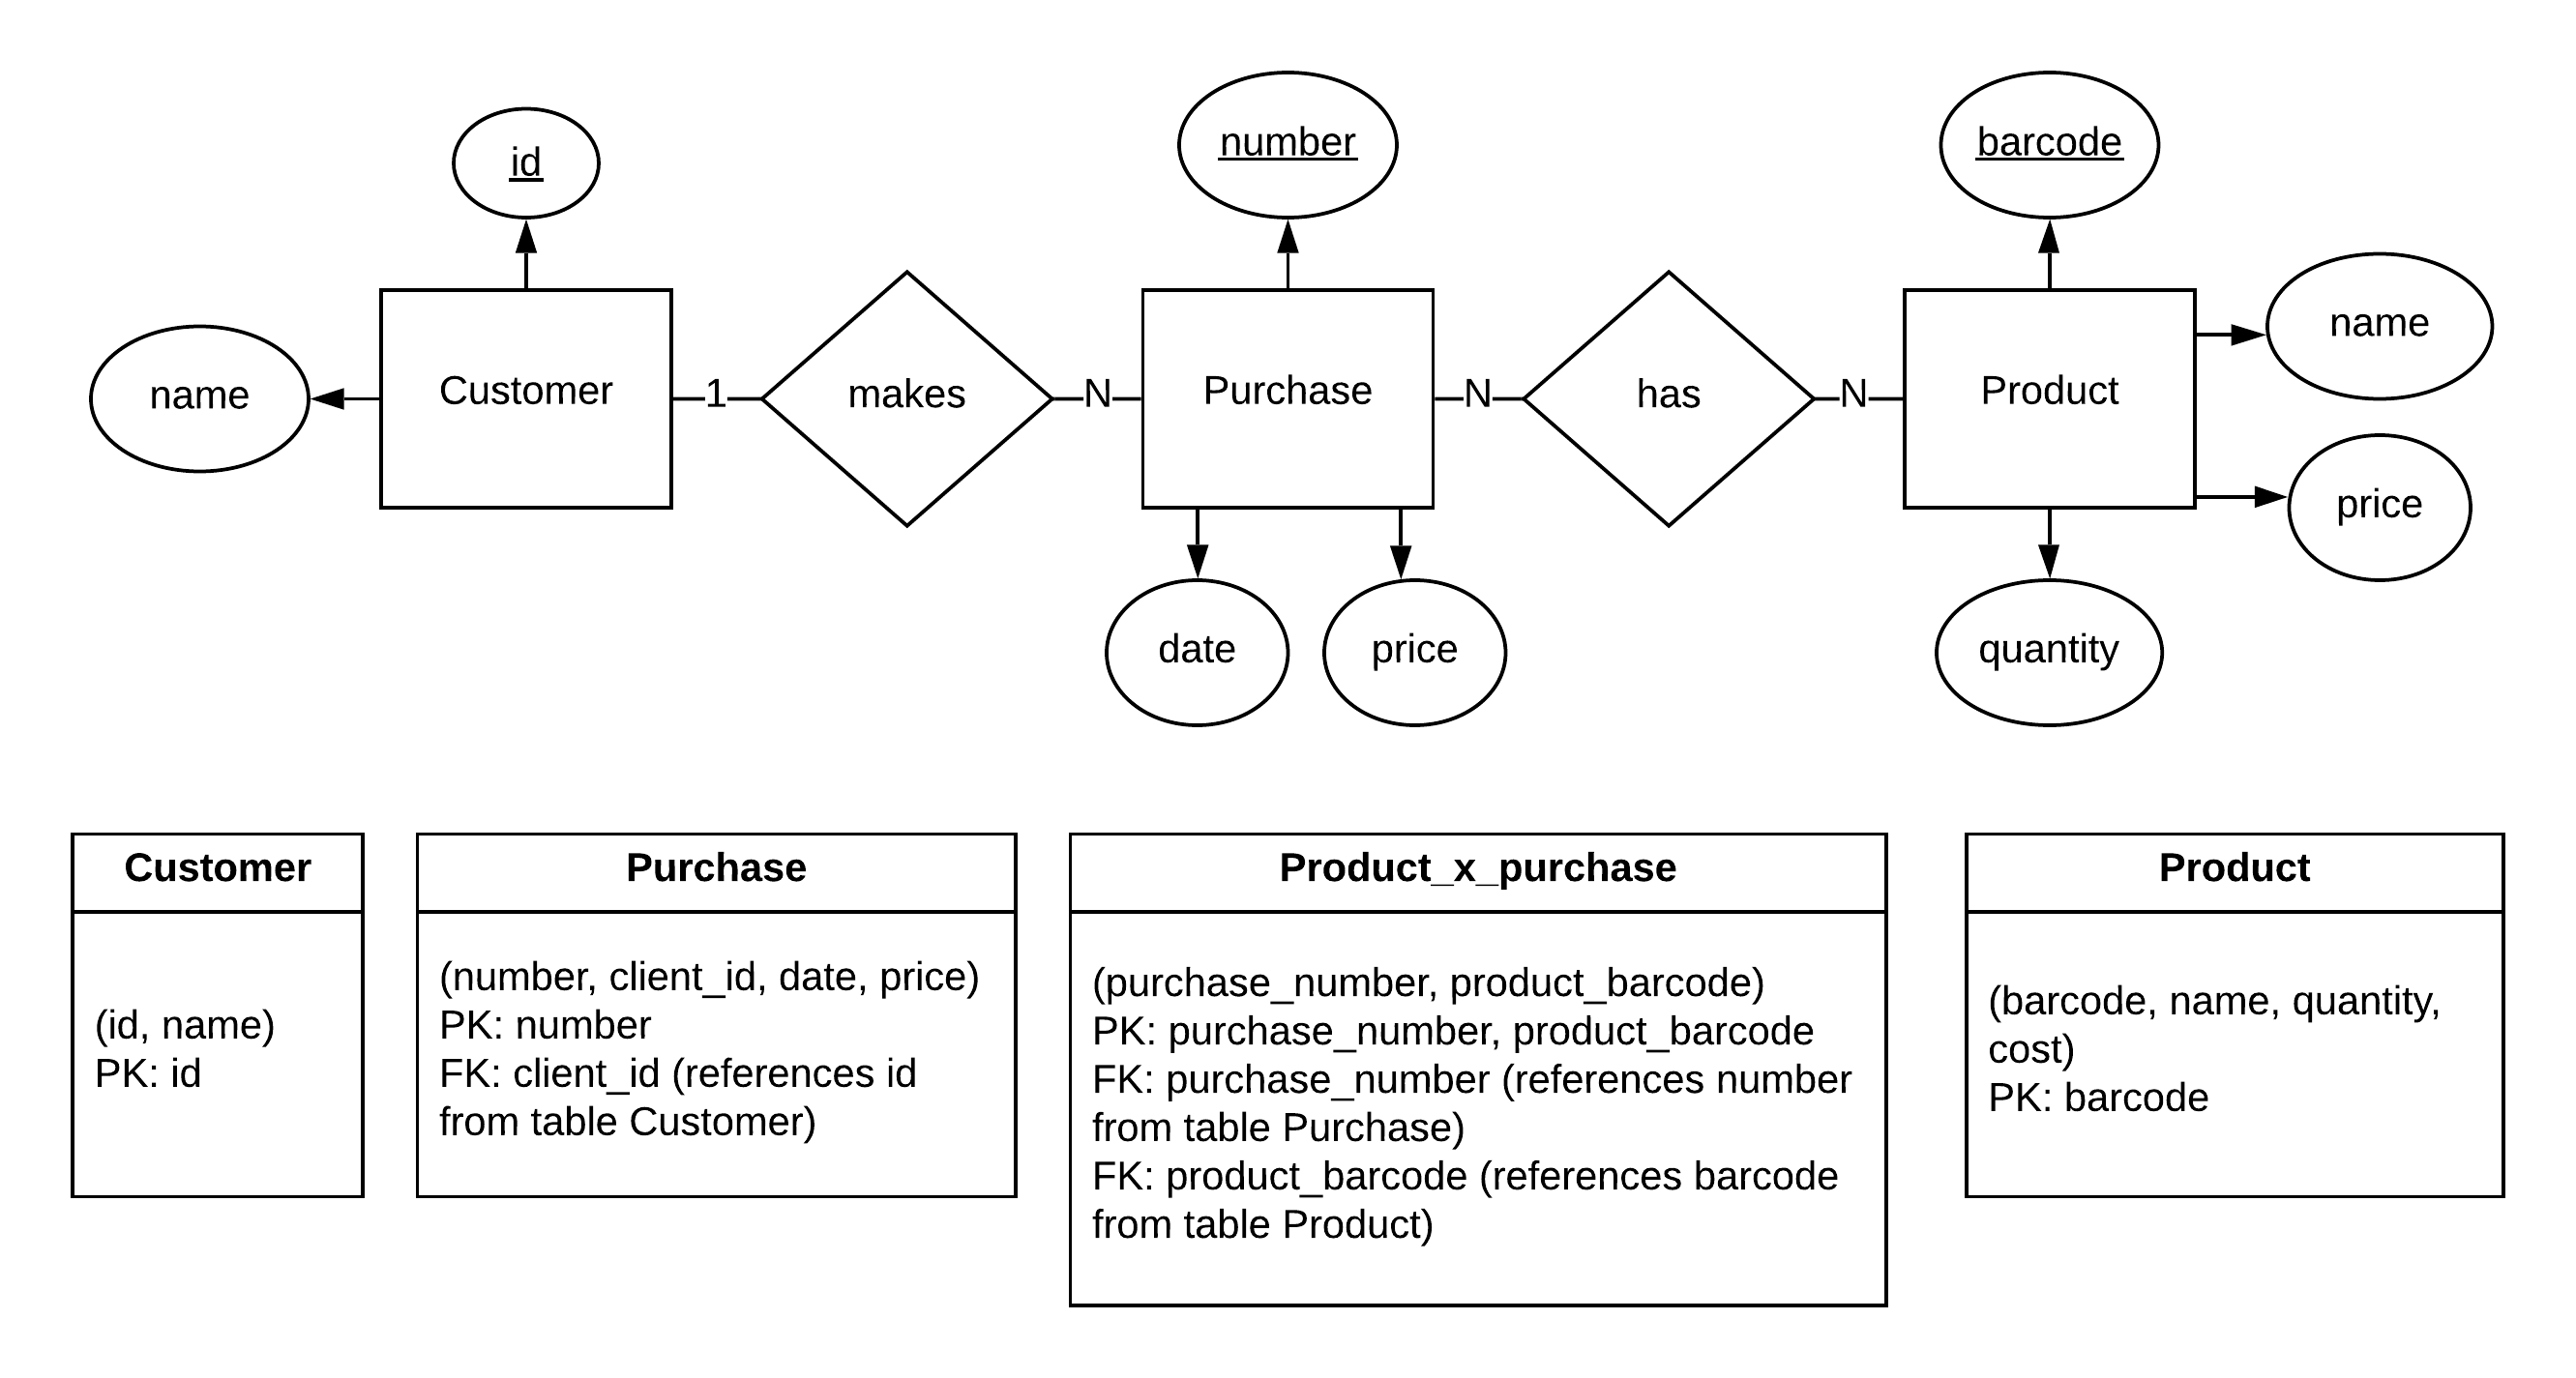 id
number
barcode
name
Customer
1
makes
N
Purchase
N
has
N
Product
name
price
date
price
quantity
Customer
(id, name)
PK: id
Purchase
(number, client_id, date, price)
PK: number
FK: client_id (references id
from table Customer)
Product_x_purchase
(purchase_number, product_barcode)
PK: purchase_number, product_barcode
FK: purchase_number (references number
from table Purchase)
FK: product_barcode (references barcode
from table Product)
Product
(barcode, name, quantity,
cost)
PK: barcode